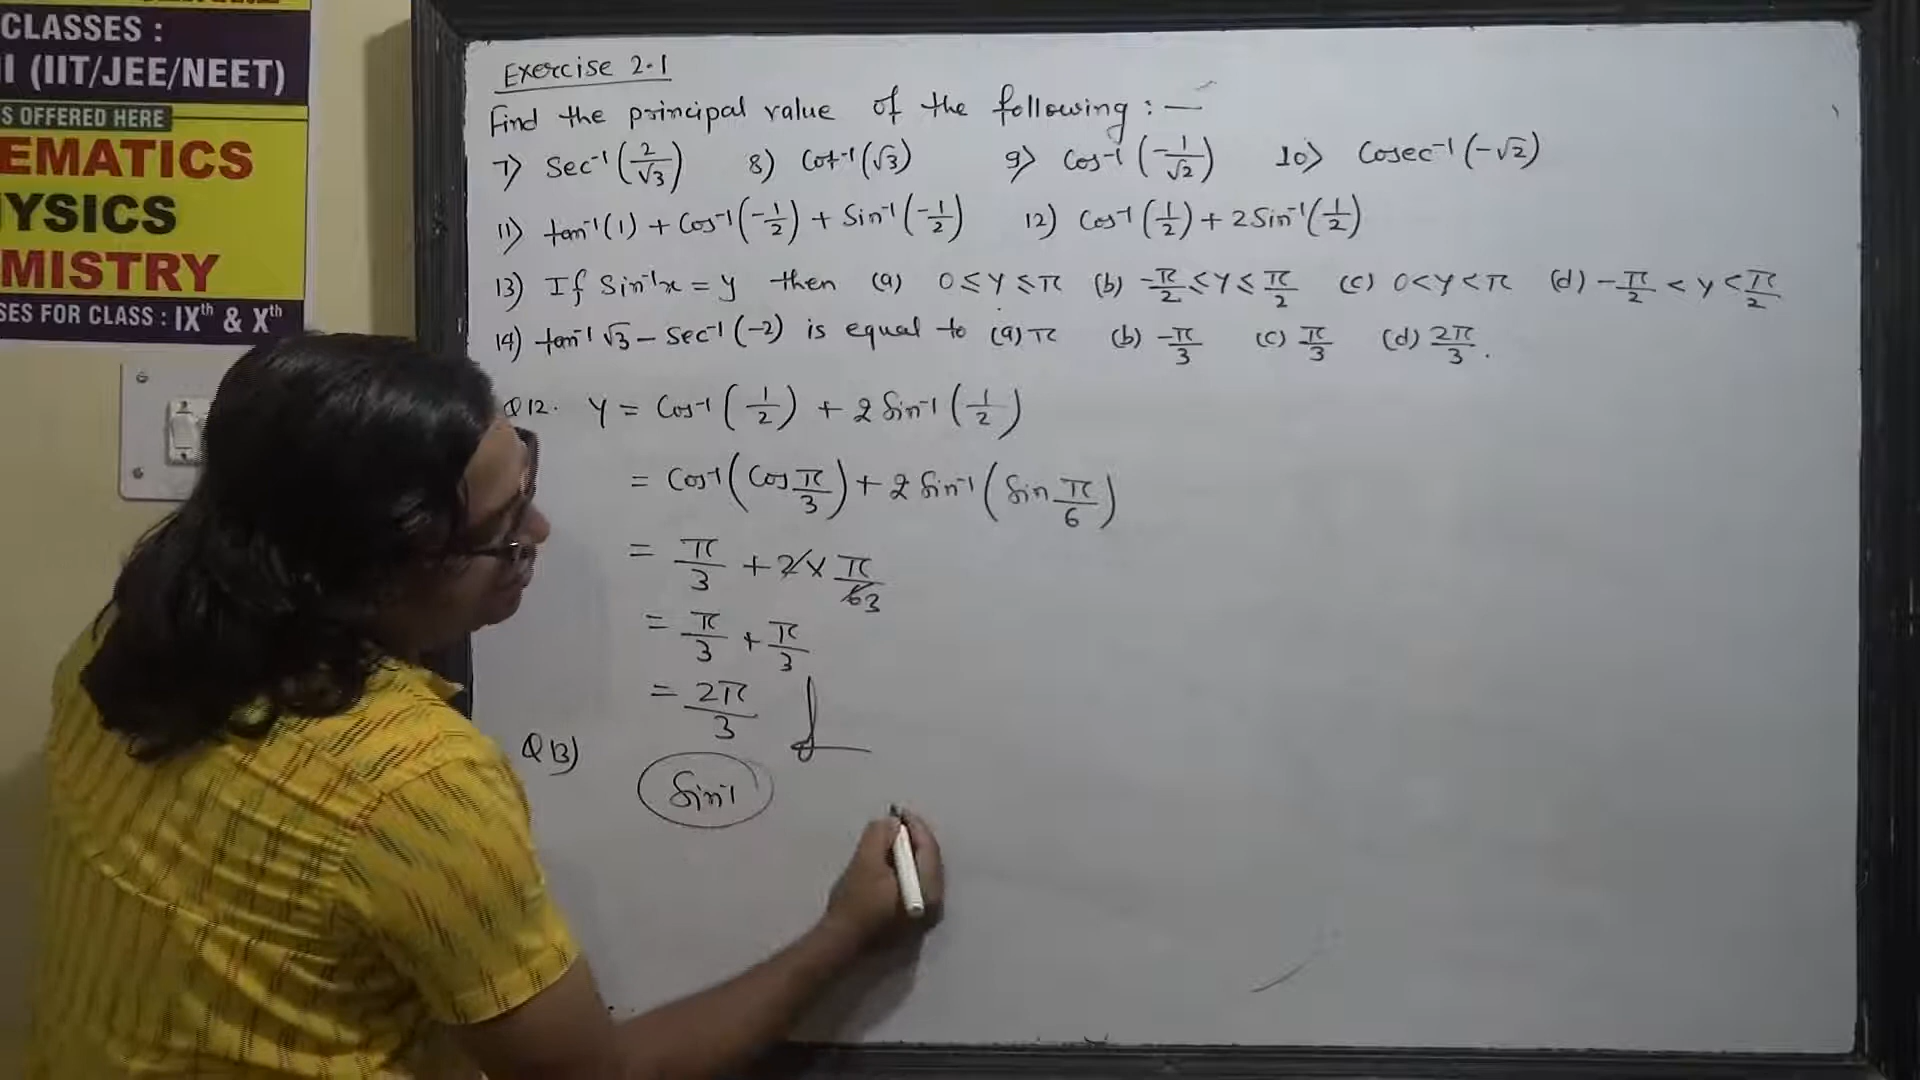 CLASSES :
I (IIT/JEE/NEET)
S OFFERED HERE
EMATICS
YSICS
MISTRY
SES FOR CLASS : IXth & Xth
Exercise 2.1
Find the principal value of the following : —
7) Sec⁻¹(2/√3) 8) Cot⁻¹(√3) 9) Cos⁻¹(-1/√2) 10) Cosec⁻¹(-√2)
11) tan⁻¹(1) + Cos⁻¹(-1/2) + Sin⁻¹(-1/2) 12) Cos⁻¹(1/2) + 2Sin⁻¹(1/2)
13) If Sin⁻¹x = y then (a) 0 ≤ y ≤ π (b) -π/2 ≤ y ≤ π/2 (c) 0 < y < π (d) -π/2 < y < π/2
14) tan⁻¹√3 - Sec⁻¹(-2) is equal to (a) π (b) -π/3 (c) π/3 (d) 2π/3.
Q12. y = Cos⁻¹(1/2) + 2 Sin⁻¹(1/2)
= Cos⁻¹(Cos π/3) + 2 Sin⁻¹(Sin π/6)
= π/3 + 2 × π/6 3
= π/3 + π/3
= 2π/3
Q13) Sin⁻¹